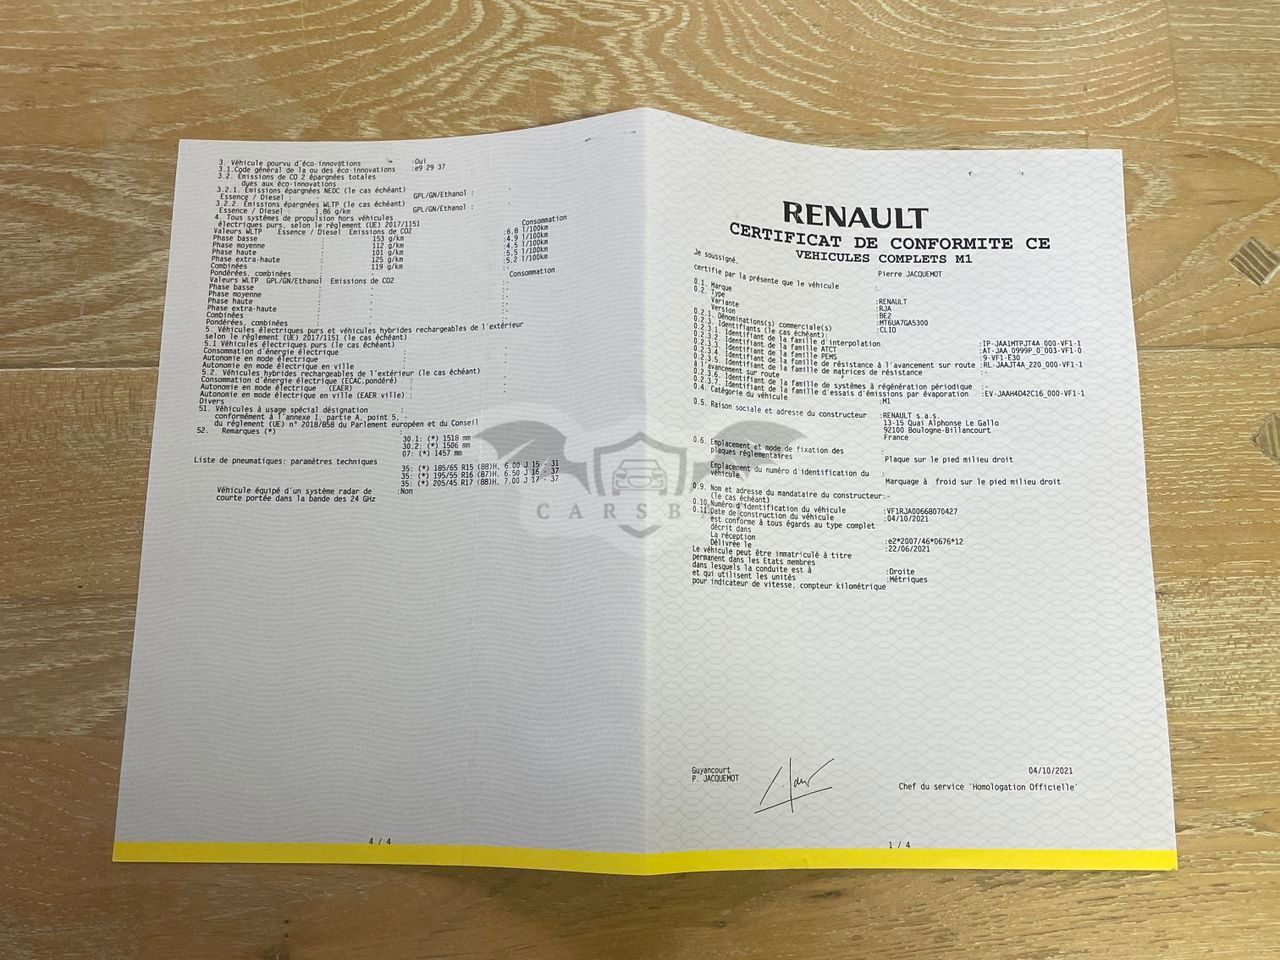 3. Véhicule pourvu d'éco-innovations :Oui
3.1.Code général de la ou des éco-innovations :e9 29 37
3.2. Emissions de CO 2 épargnées totales
dues aux éco-innovations
3.2.1. Emissions épargnées NEDC (le cas échéant)
Essence / Diesel : - GPL/GN/Ethanol : -
3.2.2. Emissions épargnées WLTP (le cas échéant)
Essence / Diesel : 1.86 g/km GPL/GN/Ethanol : -
4. Tous systèmes de propulsion hors véhicules
électriques purs, selon le règlement (UE) 2017/1151
Valeurs WLTP Essence / Diesel Emissions de CO2 Consommation
Phase basse : 153 g/km :6.8 l/100km
Phase moyenne : 112 g/km :4.9 l/100km
Phase haute : 101 g/km :4.5 l/100km
Phase extra-haute : 125 g/km :5.5 l/100km
Combinées : 119 g/km :5.2 l/100km
Pondérées, combinées : - :-
Valeurs WLTP GPL/GN/Ethanol Emissions de CO2 Consommation
Phase basse : - :-
Phase moyenne : - :-
Phase haute : - :-
Phase extra-haute : - :-
Combinées : - :-
Pondérées, combinées : - :-
5. Véhicules électriques purs et véhicules hybrides rechargeables de l'extérieur
selon le règlement (UE) 2017/1151 (le cas échéant)
5.1 Véhicules électriques purs (le cas échéant)
Consommation d'énergie électrique : -
Autonomie en mode électrique : -
Autonomie en mode électrique en ville : -
5.2. Véhicules hybrides rechargeables de l'extérieur (le cas échéant)
Consommation d'énergie électrique (ECAC,pondéré) : -
Autonomie en mode électrique (EAER) : -
Autonomie en mode électrique en ville (EAER ville) : -
Divers
51. Véhicules à usage spécial désignation :
conformément à l'annexe I, partie A, point 5, -
du règlement (UE) n° 2018/858 du Parlement européen et du Conseil
52. Remarques (*) :
30.1: (*) 1518 mm
30.2: (*) 1506 mm
07: (*) 1457 mm
Liste de pneumatiques: paramètres techniques
35: (*) 185/65 R15 (88)H, 6.00 J 15 - 31
35: (*) 195/55 R16 (87)H, 6.50 J 16 - 37
35: (*) 205/45 R17 (88)H, 7.00 J 17 - 37
Véhicule équipé d'un système radar de :Non
courte portée dans la bande des 24 GHz
4 / 4
CARSB
RENAULT
CERTIFICAT DE CONFORMITE CE
VEHICULES COMPLETS M1
Je soussigné, Pierre JACQUEMOT
certifie par la présente que le véhicule :
0.1. Marque :RENAULT
0.2. Type :RJA
Variante :BE2
Version :MT6UA7GA5300
0.2.1. Dénominations(s) commerciale(s) :CLIO
0.2.3. Identifiants (le cas échéant):
0.2.3.1. Identifiant de la famille d'interpolation :IP-JAA1MTPJT4A_000-VF1-1
0.2.3.2. Identifiant de la famille ATCT :AT-JAA_0999P_0_003-VF1-0
0.2.3.3. Identifiant de la famille PEMS :9-VF1-E30
0.2.3.4. Identifiant de la famille de résistance à l'avancement sur route :RL-JAAJT4A_220_000-VF1-1
0.2.3.5. Identifiant de la famille de matrices de résistance :-
à l'avancement sur route
0.2.3.6. Identifiant de la famille de systèmes à régénération périodique :-
0.2.3.7. Identifiant de la famille d'essais d'émissions par évaporation :EV-JAAH4D42C16_000-VF1-1
0.4. Catégorie du véhicule :M1
0.5. Raison sociale et adresse du constructeur :RENAULT s.a.s.
13-15 Quai Alphonse Le Gallo
92100 Boulogne-Billancourt
France
0.6. Emplacement et mode de fixation des
plaques réglementaires : Plaque sur le pied milieu droit
Emplacement du numéro d'identification du :
véhicule Marquage à froid sur le pied milieu droit
0.9. Nom et adresse du mandataire du constructeur:-
(le cas échéant)
0.10.Numéro d'identification du véhicule :VF1RJA00668070427
0.11.Date de construction du véhicule :04/10/2021
est conforme à tous égards au type complet
décrit dans
La réception :e2*2007/46*0676*12
Délivrée le :22/06/2021
Le véhicule peut être immatriculé à titre
permanent dans les Etats membres
dans lesquels la conduite est à :Droite
et qui utilisent les unités :Métriques
pour indicateur de vitesse, compteur kilométrique
Guyancourt 04/10/2021
P. JACQUEMOT Chef du service 'Homologation Officielle'
1 / 4